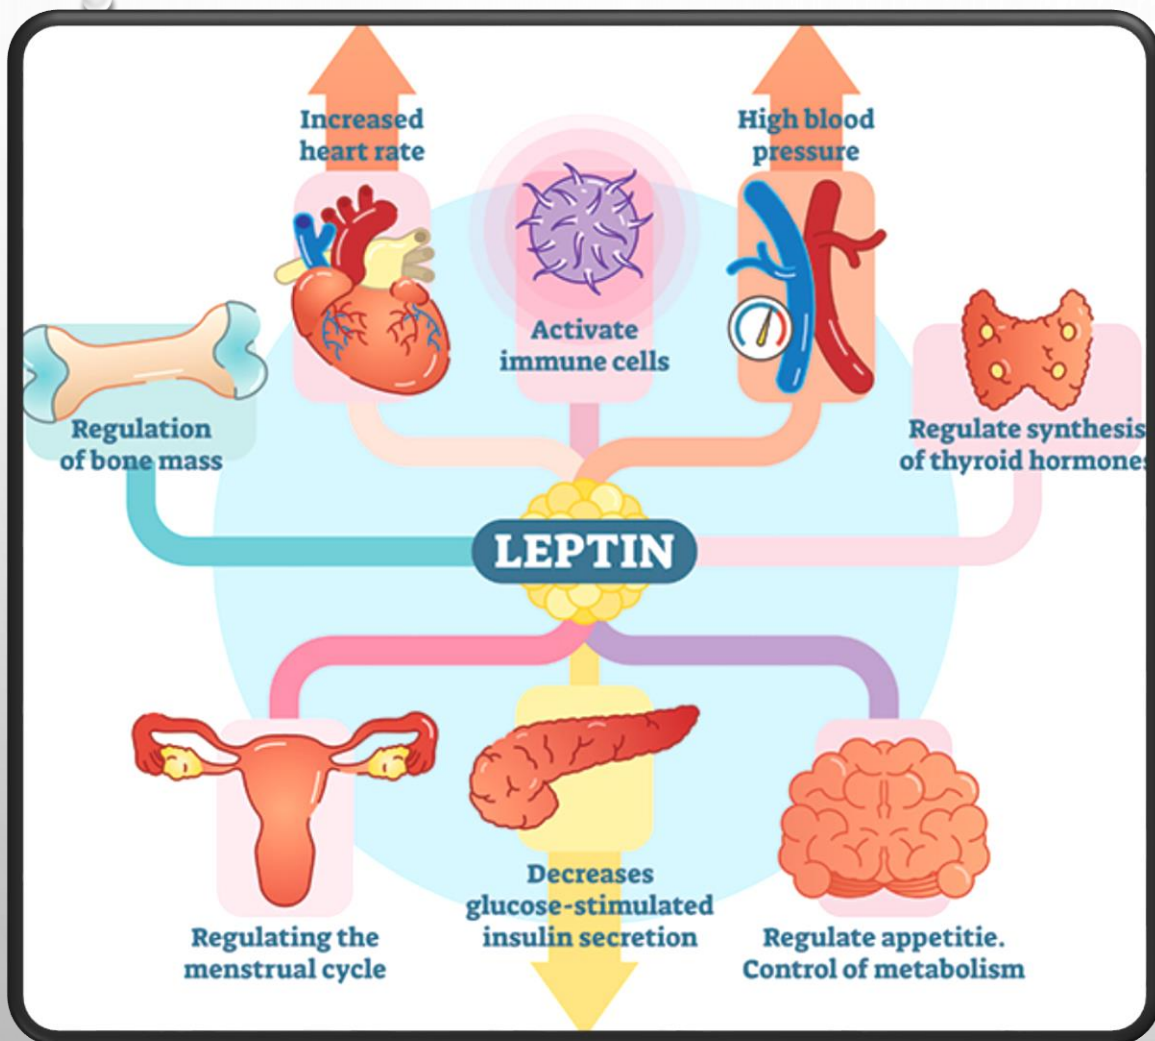 Increased
heart rate
High blood
pressure
Activate
immune cells
Regulation
of bone mass
Regulate synthesis
of thyroid hormones
LEPTIN
Regulating the
menstrual cycle
Decreases
glucose-stimulated
insulin secretion
Regulate appetitie.
Control of metabolism